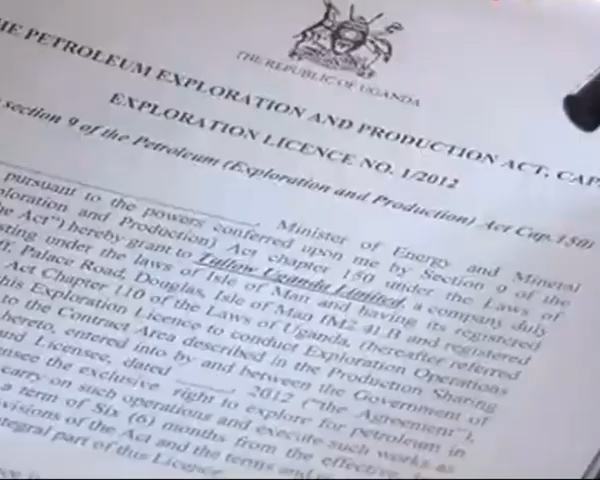 THE REPUBLIC OF UGANDA
THE PETROLEUM EXPLORATION AND PRODUCTION ACT, CAP
EXPLORATION LICENCE NO. 1/2012
section 9 of the Petroleum (Exploration and Production) Act Cap.150)
Minister of Energy and Mineral
pursuant to the powers conferred upon me by Section 9 of the
ploration and Production) Act chapter 150 under the Laws of
he Act") hereby grant to Tullow Uganda Limited, a company duly
sting under the laws of Isle of Man and having its registered
Palace Road, Douglas, Isle of Man and registered
Act Chapter 110 of the Laws of Uganda, (hereafter referred
his Exploration Licence to conduct Exploration Operations
to the Contract Area described in the Production Sharing
hereto, entered into by and between the Government of
and Licensee, dated ______, 2012 ("the Agreement"),
nsee the exclusive right to explore for petroleum in
carry on such operations and execute such works as
a term of Six (6) months from the effective
visions of the Act and the terms and
ntegral part of this Licence.